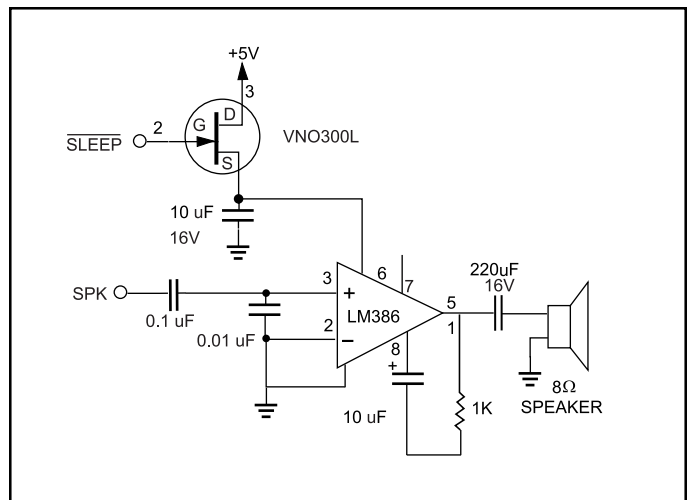 +5V
3
D
G
2
SLEEP
VNO300L
S
10 uF
16V
6
7
220uF
16V
3
+
5
SPK
LM386
1
0.1 uF
0.01 uF
2
−
8
+
8Ω
SPEAKER
10 uF
1K